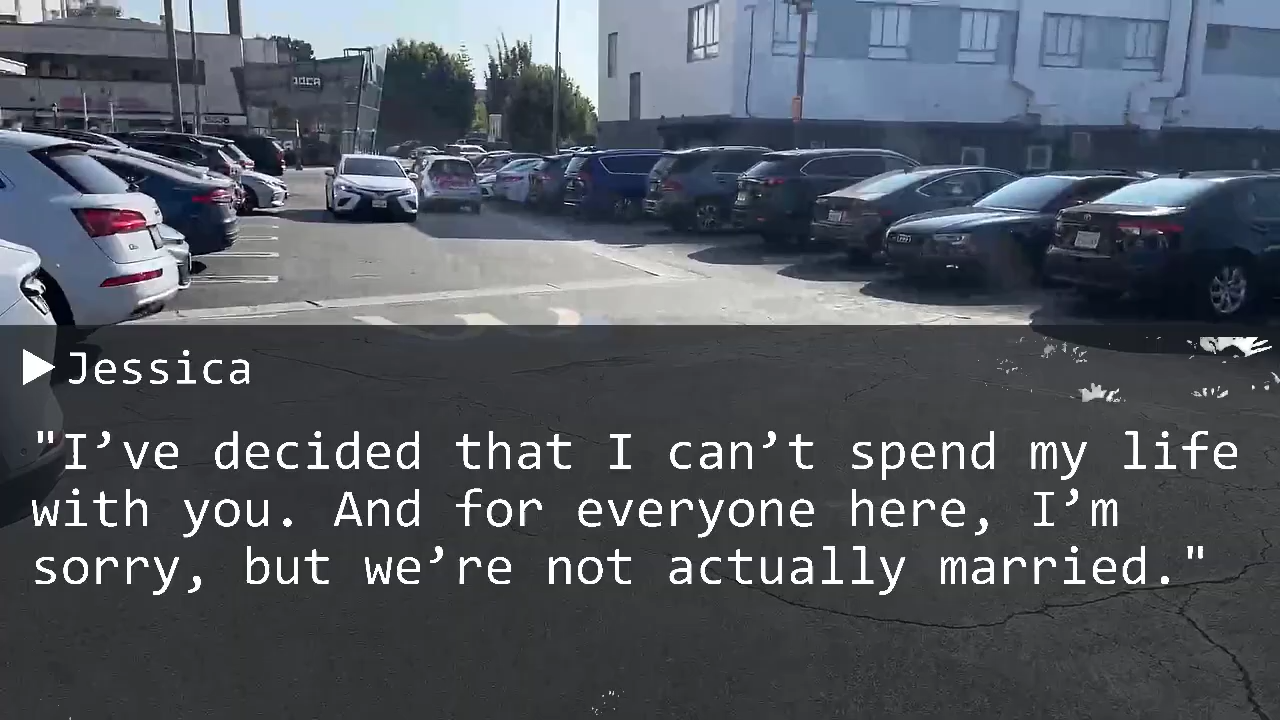 ▶Jessica
"I’ve decided that I can’t spend my life
with you. And for everyone here, I’m
sorry, but we’re not actually married."